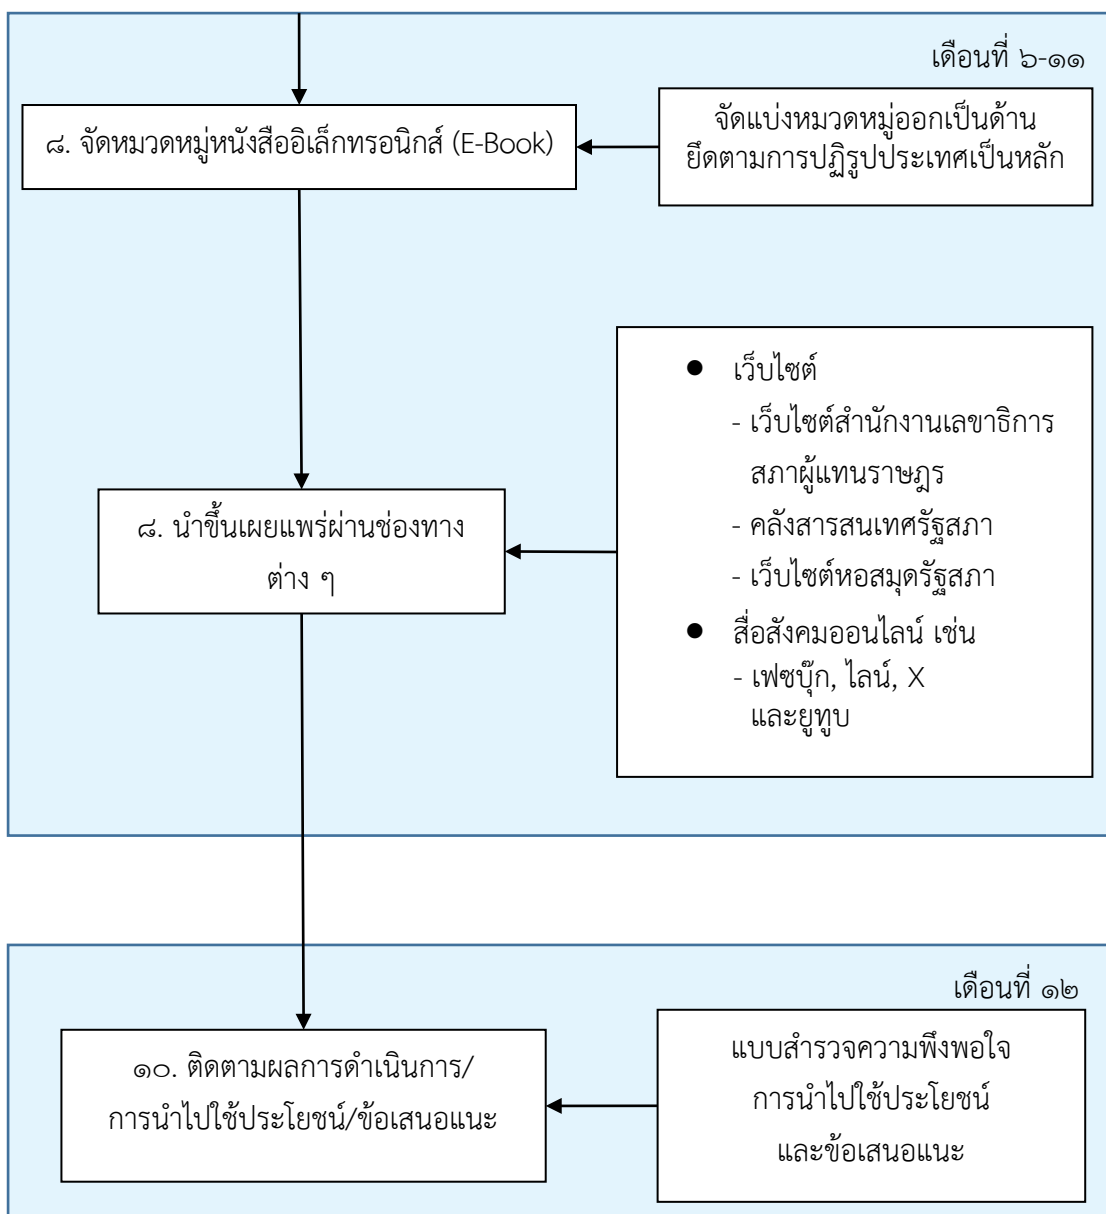 เดือนที่ ๖-๑๑
๘. จัดหมวดหมู่หนังสืออิเล็กทรอนิกส์ (E-Book)
จัดแบ่งหมวดหมู่ออกเป็นด้าน
ยึดตามการปฏิรูปประเทศเป็นหลัก
๘. นำขึ้นเผยแพร่ผ่านช่องทาง
ต่าง ๆ
● เว็บไซต์
- เว็บไซต์สำนักงานเลขาธิการ
สภาผู้แทนราษฎร
- คลังสารสนเทศรัฐสภา
- เว็บไซต์หอสมุดรัฐสภา
● สื่อสังคมออนไลน์ เช่น
- เฟซบุ๊ก, ไลน์, X
และยูทูบ
เดือนที่ ๑๒
๑๐. ติดตามผลการดำเนินการ/
การนำไปใช้ประโยชน์/ข้อเสนอแนะ
แบบสำรวจความพึงพอใจ
การนำไปใช้ประโยชน์
และข้อเสนอแนะ